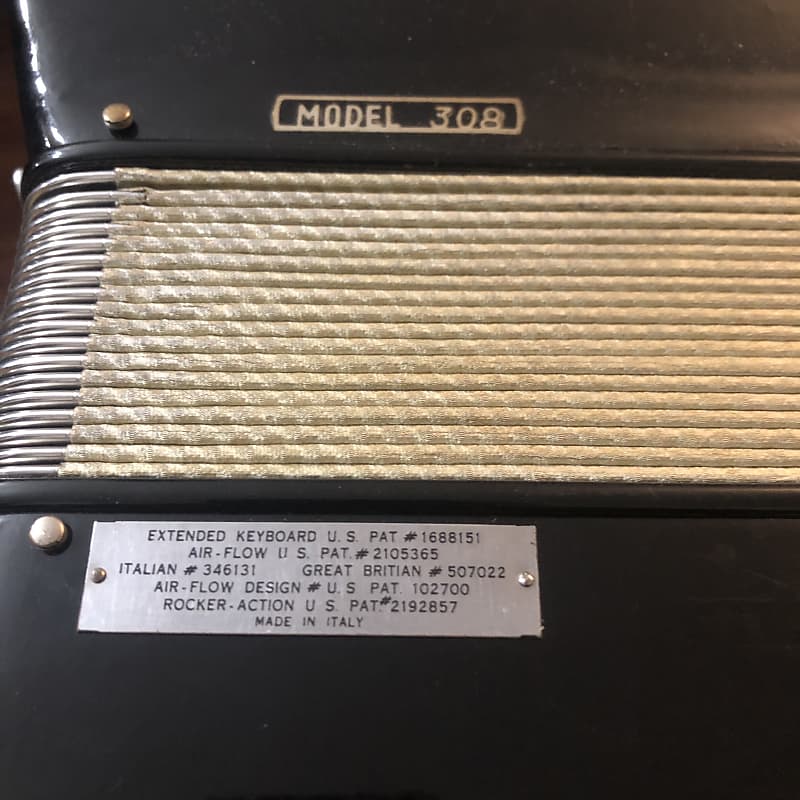 MODEL 308
EXTENDED KEYBOARD U.S. PAT # 1688151
AIR-FLOW U S. PAT. # 2105365
ITALIAN # 346131 GREAT BRITIAN # 507022
AIR-FLOW DESIGN # U.S PAT. 102700
ROCKER-ACTION U S. PAT.# 2192857
MADE IN ITALY